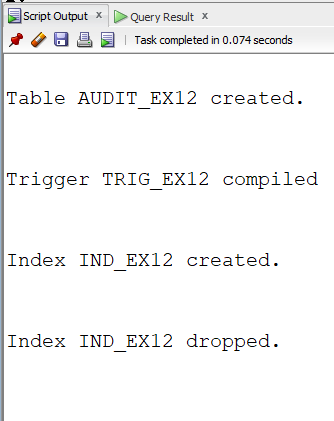 Script Output x Query Result x
Task completed in 0.074 seconds
Table AUDIT_EX12 created.
Trigger TRIG_EX12 compiled
Index IND_EX12 created.
Index IND_EX12 dropped.